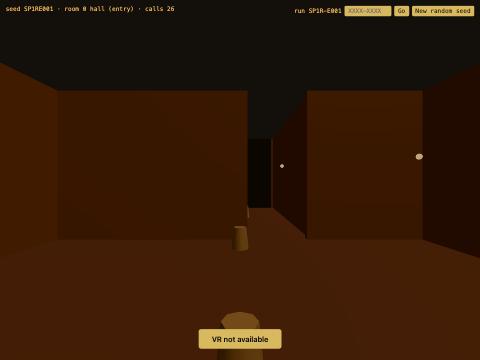 seed SP1RE001 · room 0 hall (entry) · calls 26
run SP1R-E001 XXXX-XXXX Go New random seed
VR not available